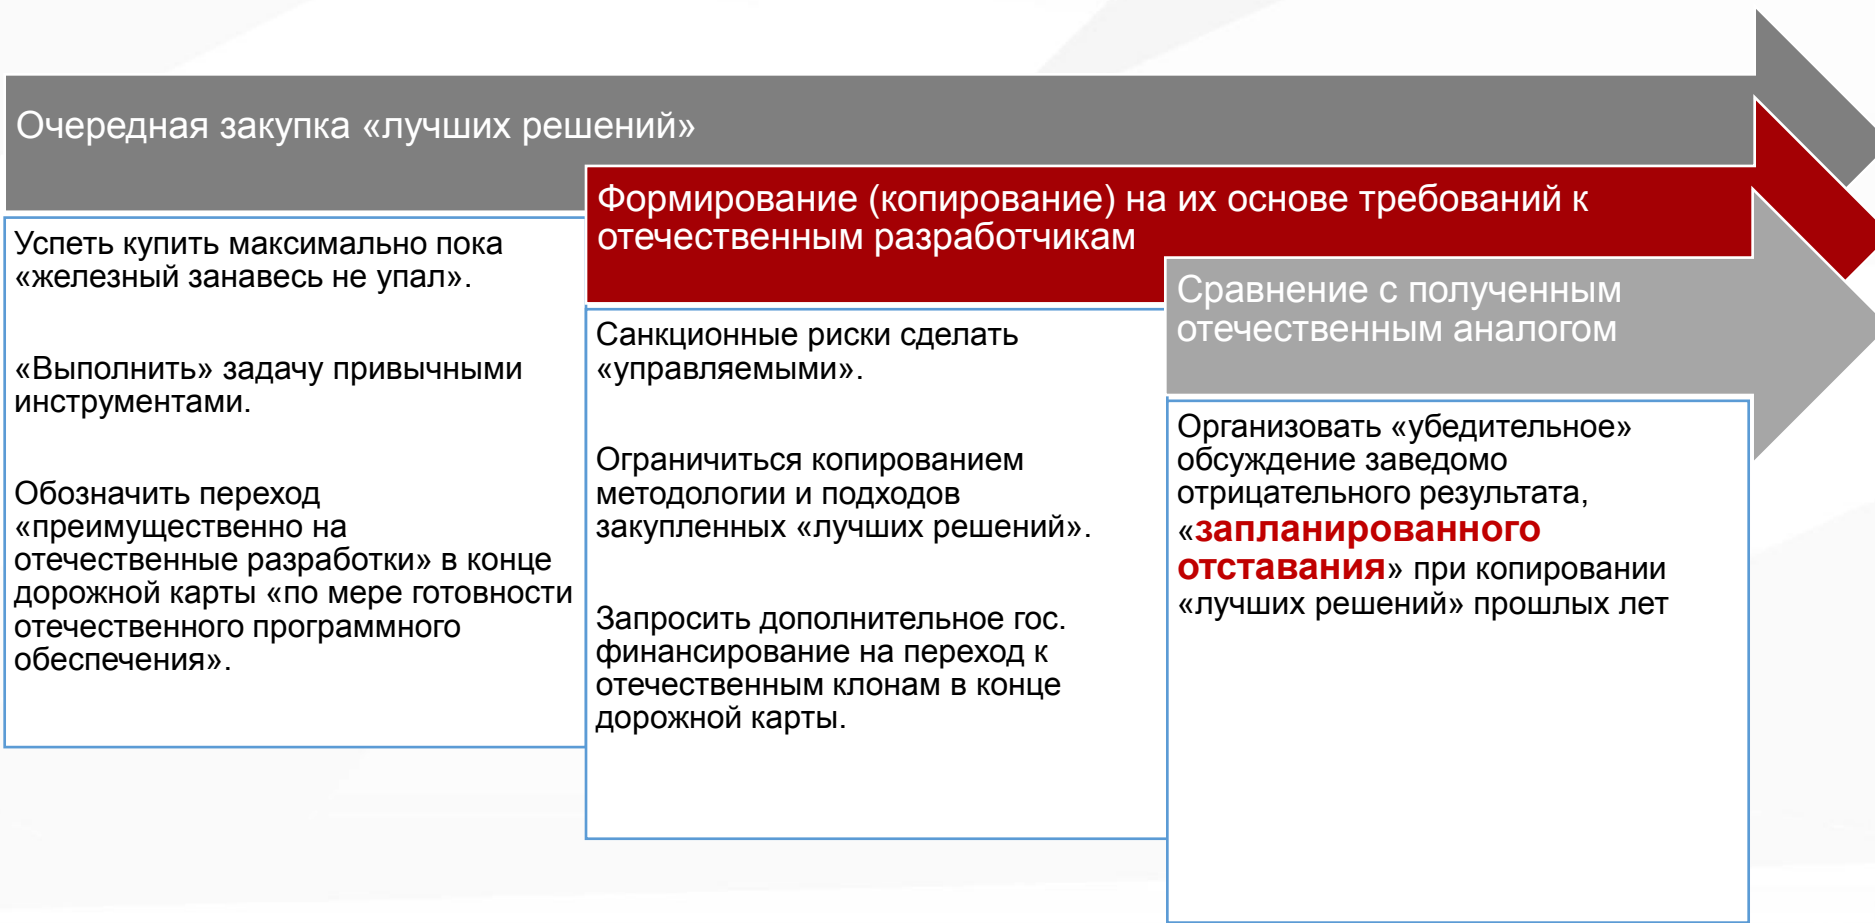 Очередная закупка «лучших решений»
Успеть купить максимально пока
«железный занавесь не упал».
«Выполнить» задачу привычными
инструментами.
Обозначить переход
«преимущественно на
отечественные разработки» в конце
дорожной карты «по мере готовности
отечественного программного
обеспечения».
Формирование (копирование) на их основе требований к
отечественным разработчикам
Санкционные риски сделать
«управляемыми».
Ограничиться копированием
методологии и подходов
закупленных «лучших решений».
Запросить дополнительное гос.
финансирование на переход к
отечественным клонам в конце
дорожной карты.
Сравнение с полученным
отечественным аналогом
Организовать «убедительное»
обсуждение заведомо
отрицательного результата,
«запланированного
отставания» при копировании
«лучших решений» прошлых лет